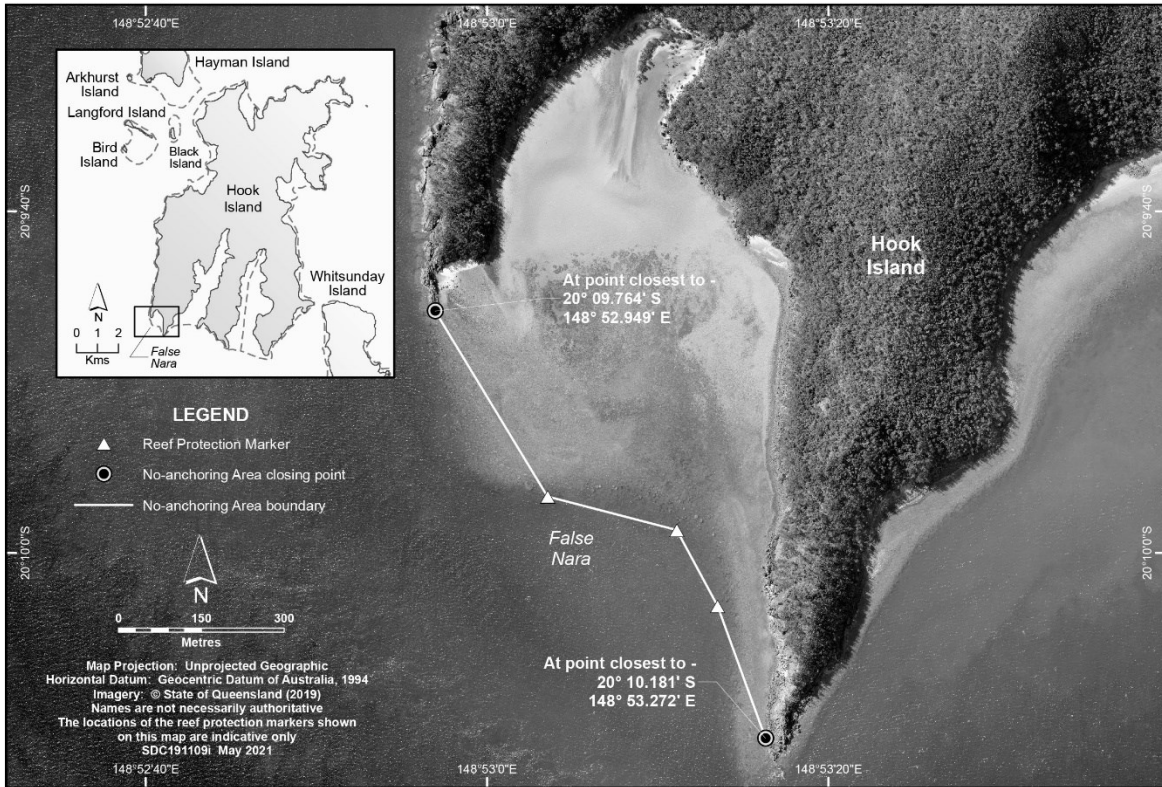 148°52'40"E
148°53'0"E
148°53'20"E
Hayman Island
Arkhurst
Island
Langford Island
Bird
Island
Black
Island
Hook
Island
Whitsunday
Island
N
0 1 2
Kms
False
Nara
20°9'40"S
20°9'40"S
Hook
Island
At point closest to -
20° 09.764' S
148° 52.949' E
LEGEND
Reef Protection Marker
No-anchoring Area closing point
No-anchoring Area boundary
False
Nara
20°10'0"S
20°10'0"S
N
0 150 300
Metres
At point closest to -
20° 10.181' S
148° 53.272' E
Map Projection: Unprojected Geographic
Horizontal Datum: Geocentric Datum of Australia, 1994
Imagery: © State of Queensland (2019)
Names are not necessarily authoritative
The locations of the reef protection markers shown
on this map are indicative only
SDC191109i May 2021
148°52'40"E
148°53'0"E
148°53'20"E